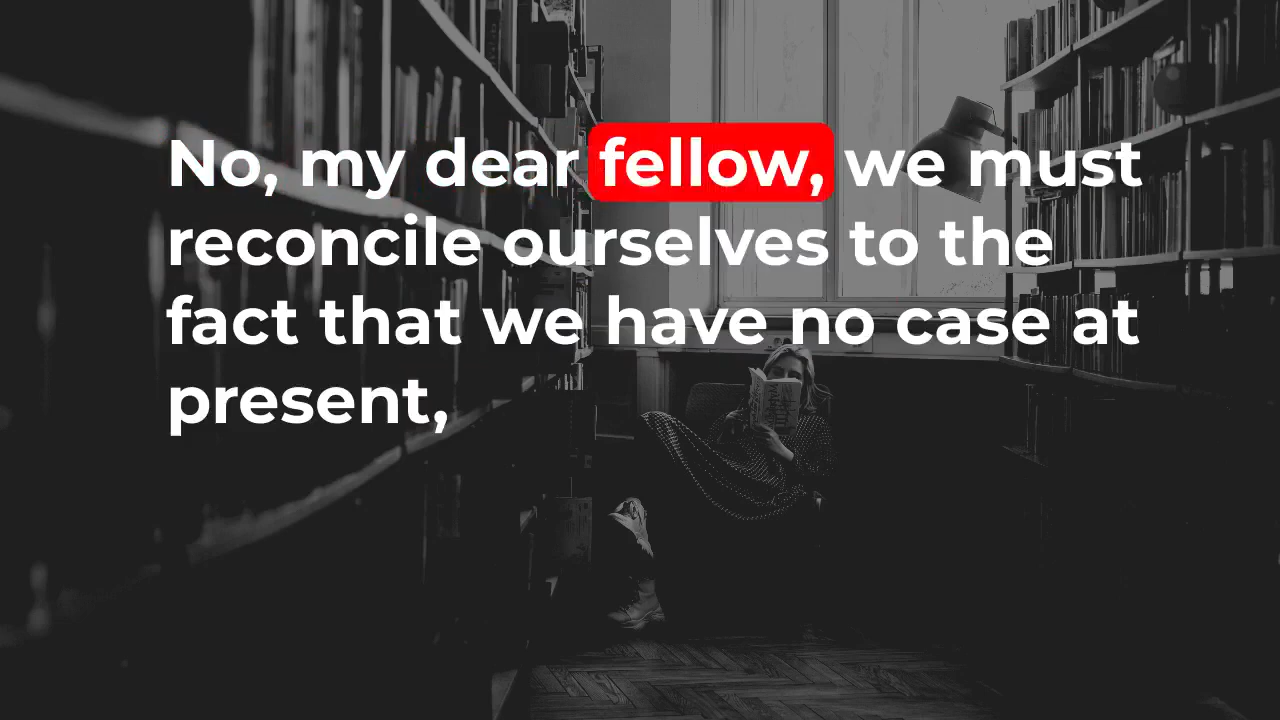 No, my dear fellow, we must
reconcile ourselves to the
fact that we have no case at
present,